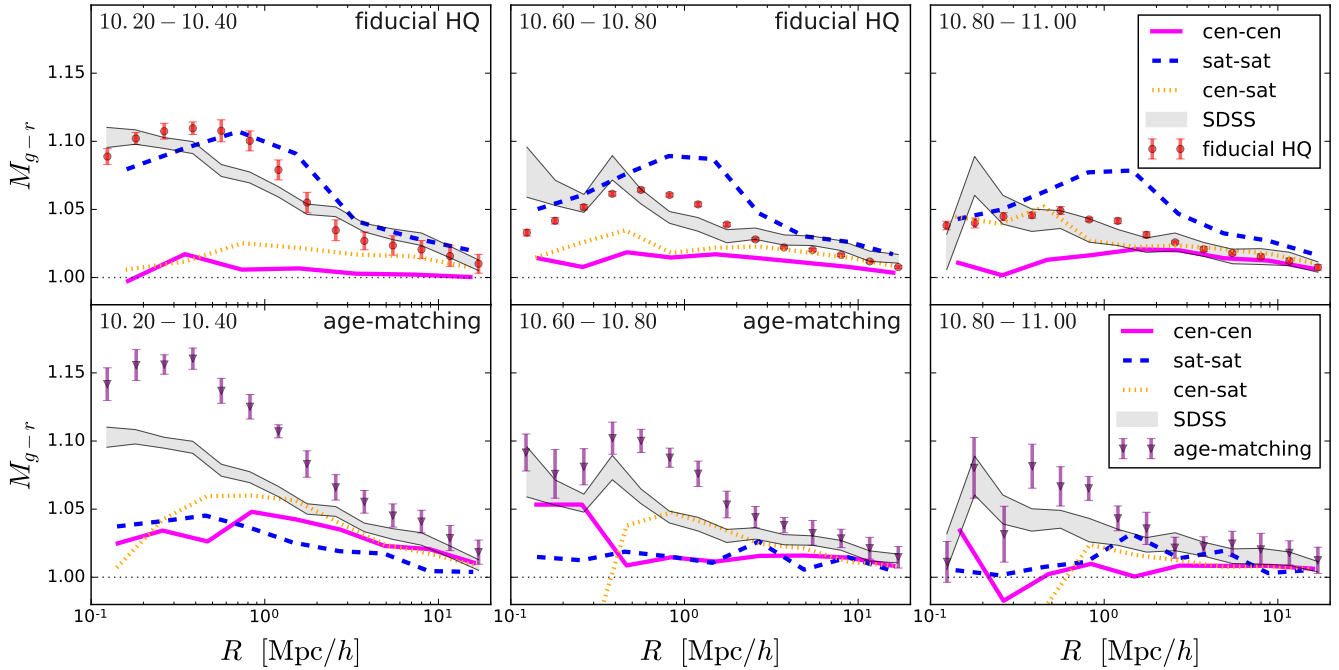 10.20 − 10.40 fiducial HQ
10.60 − 10.80 fiducial HQ
10.80 − 11.00
cen-cen
sat-sat
cen-sat
SDSS
fiducial HQ
1.15
1.10
1.05
1.00
M_{g−r}
10.20 − 10.40 age-matching
10.60 − 10.80 age-matching
10.80 − 11.00
cen-cen
sat-sat
cen-sat
SDSS
age-matching
1.15
1.10
1.05
1.00
M_{g−r}
10^{-1} 10^{0} 10^{1}
10^{-1} 10^{0} 10^{1}
10^{-1} 10^{0} 10^{1}
R [Mpc/h]
R [Mpc/h]
R [Mpc/h]